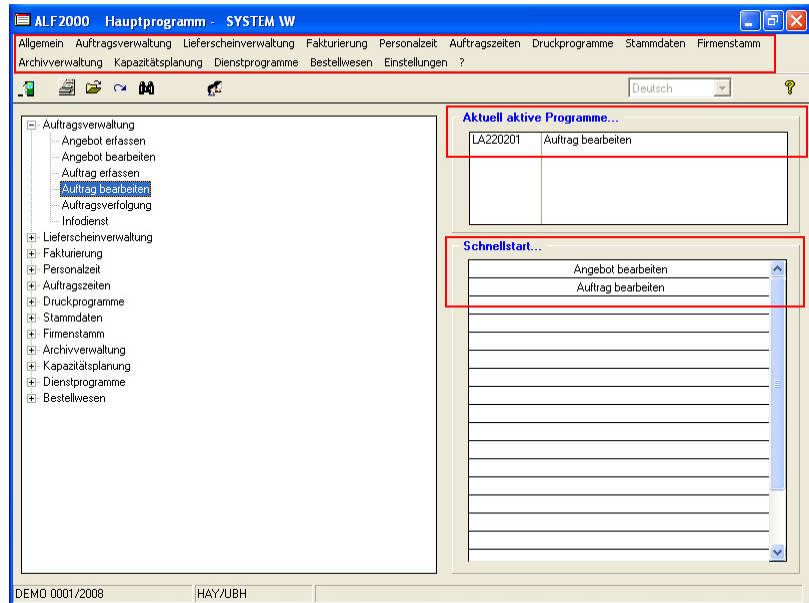 ALF2000 Hauptprogramm - SYSTEM \W
Allgemein Auftragsverwaltung Lieferscheinverwaltung Fakturierung Personalzeit Auftragszeiten Druckprogramme Stammdaten Firmenstamm
Archivverwaltung Kapazitätsplanung Dienstprogramme Bestellwesen Einstellungen ?
Deutsch
Auftragsverwaltung
Angebot erfassen
Angebot bearbeiten
Auftrag erfassen
Auftrag bearbeiten
Auftragsverfolgung
Infodienst
Lieferscheinverwaltung
Fakturierung
Personalzeit
Auftragszeiten
Druckprogramme
Stammdaten
Firmenstamm
Archivverwaltung
Kapazitätsplanung
Dienstprogramme
Bestellwesen
Aktuell aktive Programme...
LA220201 Auftrag bearbeiten
Schnellstart...
Angebot bearbeiten
Auftrag bearbeiten
DEMO 0001/2008 HAY/UBH